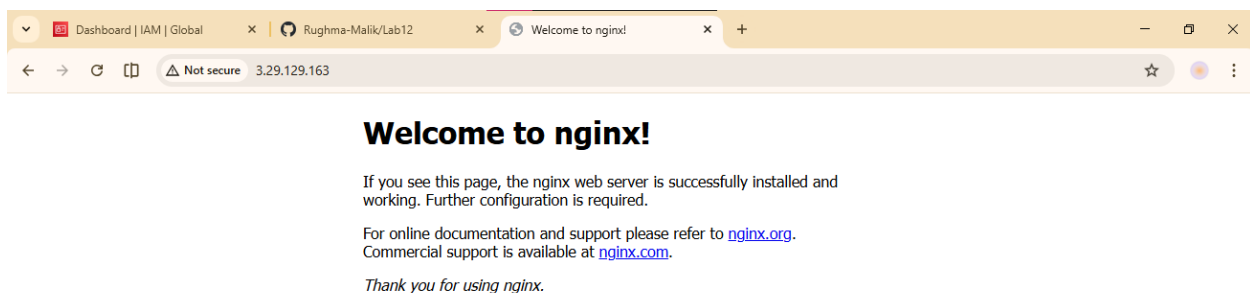 Dashboard | IAM | Global
Rughma-Malik/Lab12
Welcome to nginx!
Not secure 3.29.129.163
Welcome to nginx!
If you see this page, the nginx web server is successfully installed and
working. Further configuration is required.
For online documentation and support please refer to nginx.org.
Commercial support is available at nginx.com.
Thank you for using nginx.